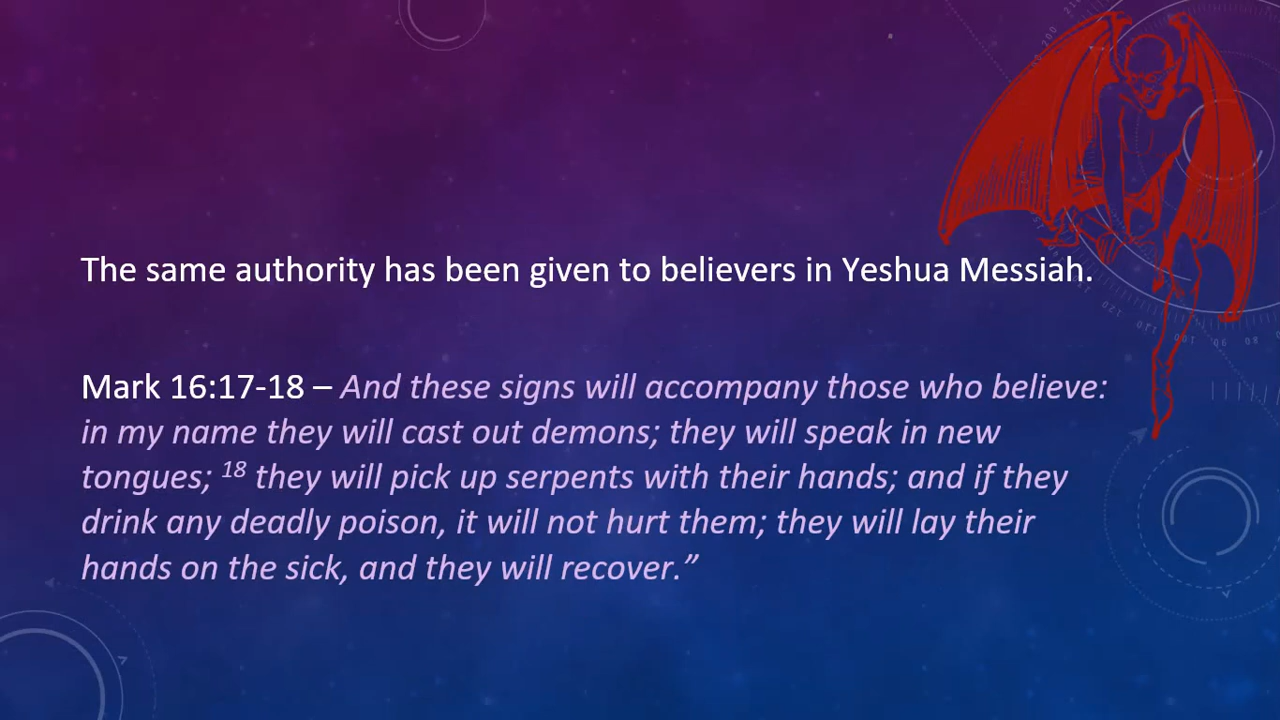 The same authority has been given to believers in Yeshua Messiah.
Mark 16:17-18 – And these signs will accompany those who believe:
in my name they will cast out demons; they will speak in new
tongues; 18 they will pick up serpents with their hands; and if they
drink any deadly poison, it will not hurt them; they will lay their
hands on the sick, and they will recover.”